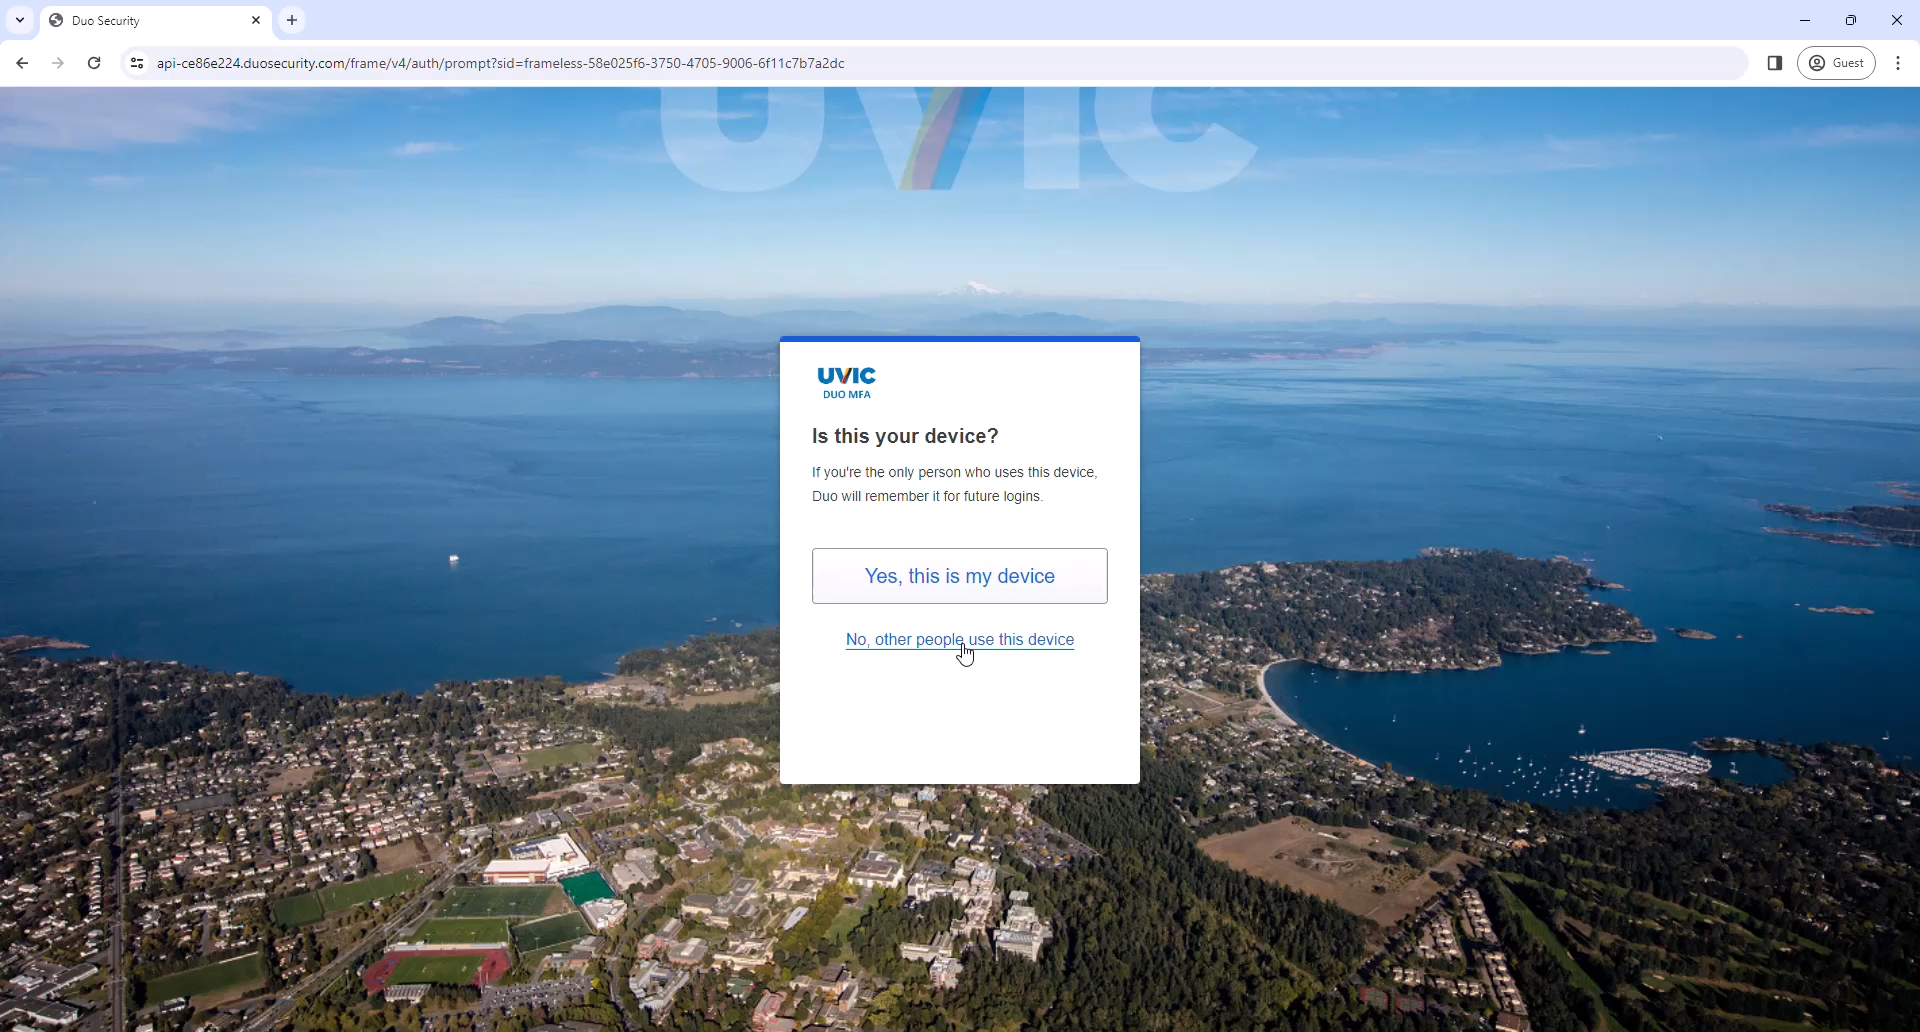 Duo Security
api-ce86e224.duosecurity.com/frame/v4/auth/prompt?sid=frameless-58e025f6-3750-4705-9006-6f11c7b7a2dc
Guest
UVIC
UVIC
DUO MFA
Is this your device?
If you're the only person who uses this device,
Duo will remember it for future logins.
Yes, this is my device
No, other people use this device